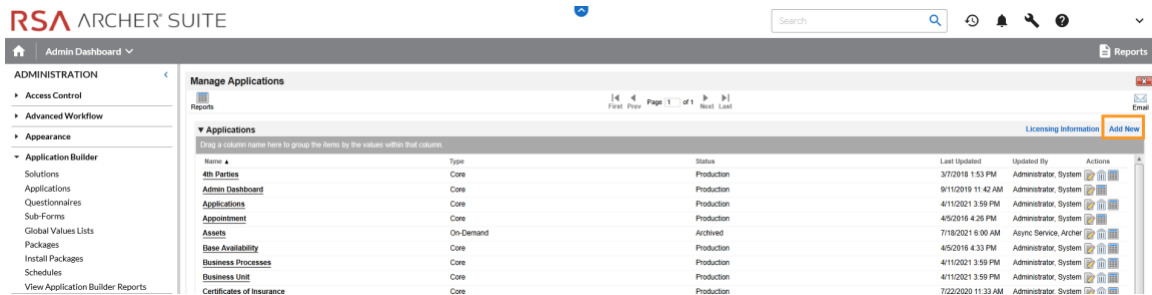 RSA ARCHER® SUITE
Search
Admin Dashboard
Reports
ADMINISTRATION
Access Control
Advanced Workflow
Appearance
Application Builder
Solutions
Applications
Questionnaires
Sub-Forms
Global Values Lists
Packages
Install Packages
Schedules
View Application Builder Reports
Manage Applications
Reports
First Prev Page 1 of 1 Next Last
Email
Applications
Licensing Information Add New
Drag a column name here to group the items by the values within that column.
Name Type Status Last Updated Updated By Actions
4th Parties Core Production 3/7/2018 1:53 PM Administrator, System
Admin Dashboard Core Production 9/11/2019 11:42 AM Administrator, System
Applications Core Production 4/11/2021 3:59 PM Administrator, System
Appointment Core Production 4/5/2016 4:26 PM Administrator, System
Assets On-Demand Archived 7/18/2021 6:00 AM Async Service, Archer
Base Availability Core Production 4/5/2016 4:33 PM Administrator, System
Business Processes Core Production 4/11/2021 3:59 PM Administrator, System
Business Unit Core Production 4/11/2021 3:59 PM Administrator, System
Certificates of Insurance Core Production 7/22/2020 11:33 AM Administrator, System